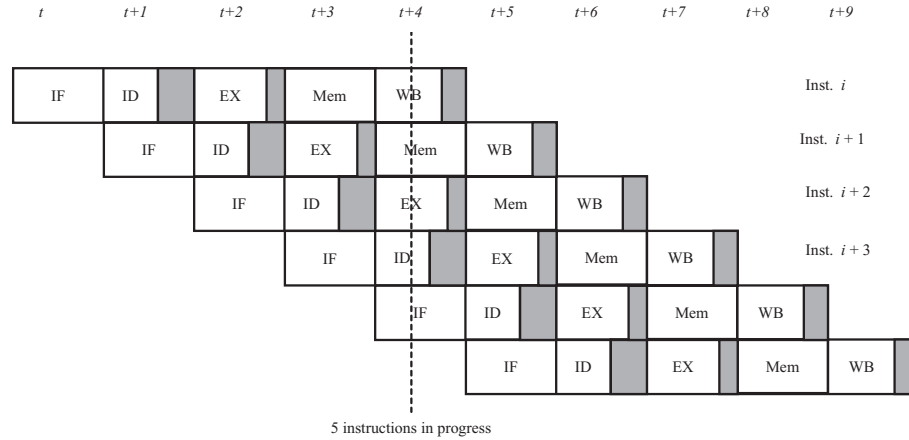 t t+1 t+2 t+3 t+4 t+5 t+6 t+7 t+8 t+9
IF ID EX Mem WB Inst. i
IF ID EX Mem WB Inst. i + 1
IF ID EX Mem WB Inst. i + 2
IF ID EX Mem WB Inst. i + 3
IF ID EX Mem WB
IF ID EX Mem WB
5 instructions in progress